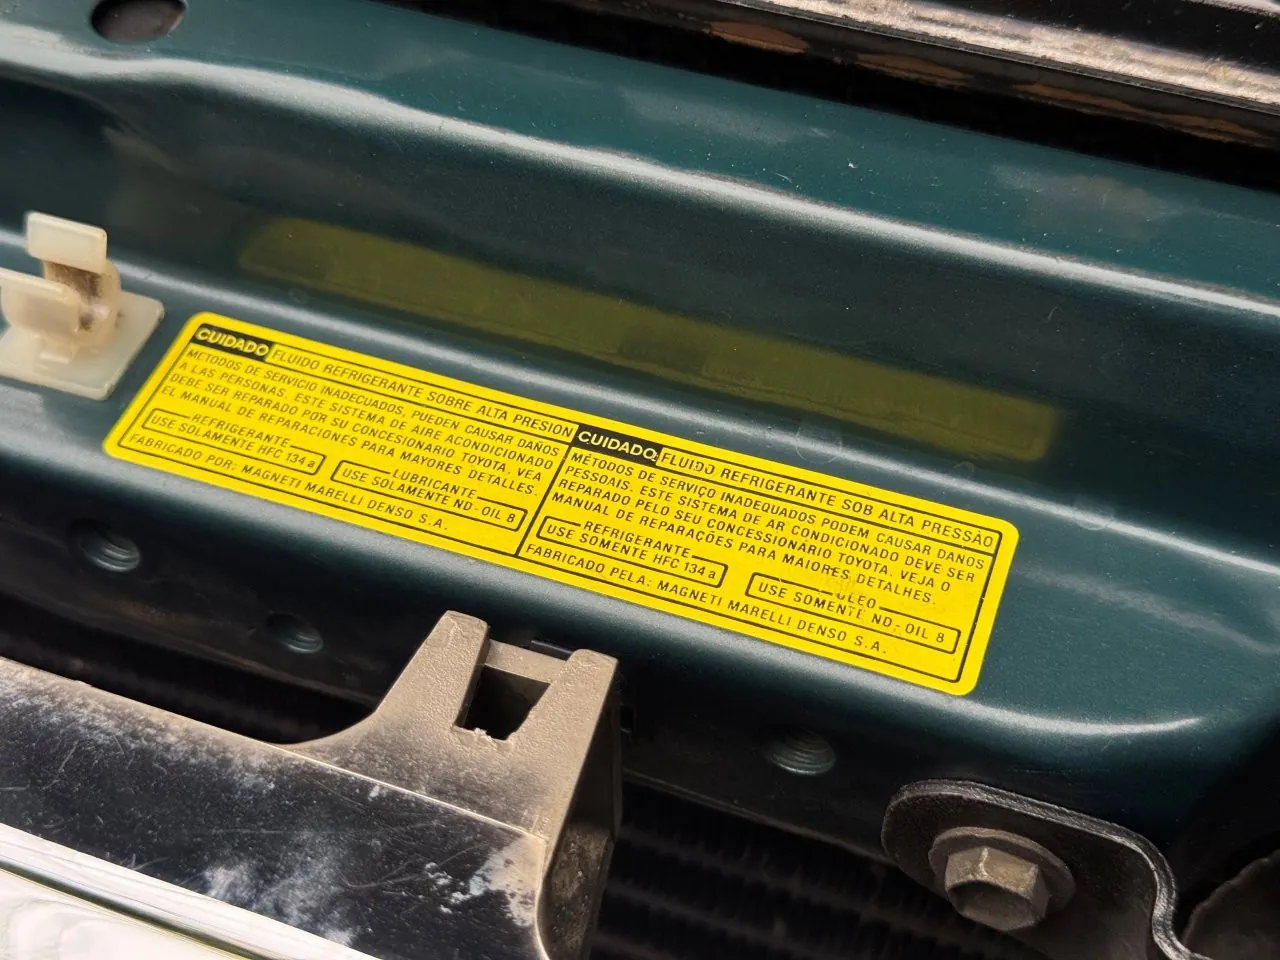 CUIDADO FLUIDO REFRIGERANTE SOBRE ALTA PRESION
METODOS DE SERVICIO INADECUADOS, PUEDEN CAUSAR DAÑOS
A LAS PERSONAS. ESTE SISTEMA DE AIRE ACONDICIONADO
DEBE SER REPARADO POR SU CONCESIONARIO TOYOTA. VEA
EL MANUAL DE REPARACIONES PARA MAYORES DETALLES.
REFRIGERANTE
USE SOLAMENTE HFC 134a
LUBRICANTE
USE SOLAMENTE ND-OIL 8
FABRICADO POR: MAGNETI MARELLI DENSO S.A.
CUIDADO FLUIDO REFRIGERANTE SOB ALTA PRESSÃO
MÉTODOS DE SERVIÇO INADEQUADOS PODEM CAUSAR DANOS
PESSOAIS. ESTE SISTEMA DE AR CONDICIONADO DEVE SER
REPARADO PELO SEU CONCESSIONÁRIO TOYOTA. VEJA O
MANUAL DE REPARAÇÕES PARA MAIORES DETALHES.
REFRIGERANTE
USE SOMENTE HFC 134a
ÓLEO
USE SOMENTE ND-OIL 8
FABRICADO PELA: MAGNETI MARELLI DENSO S.A.